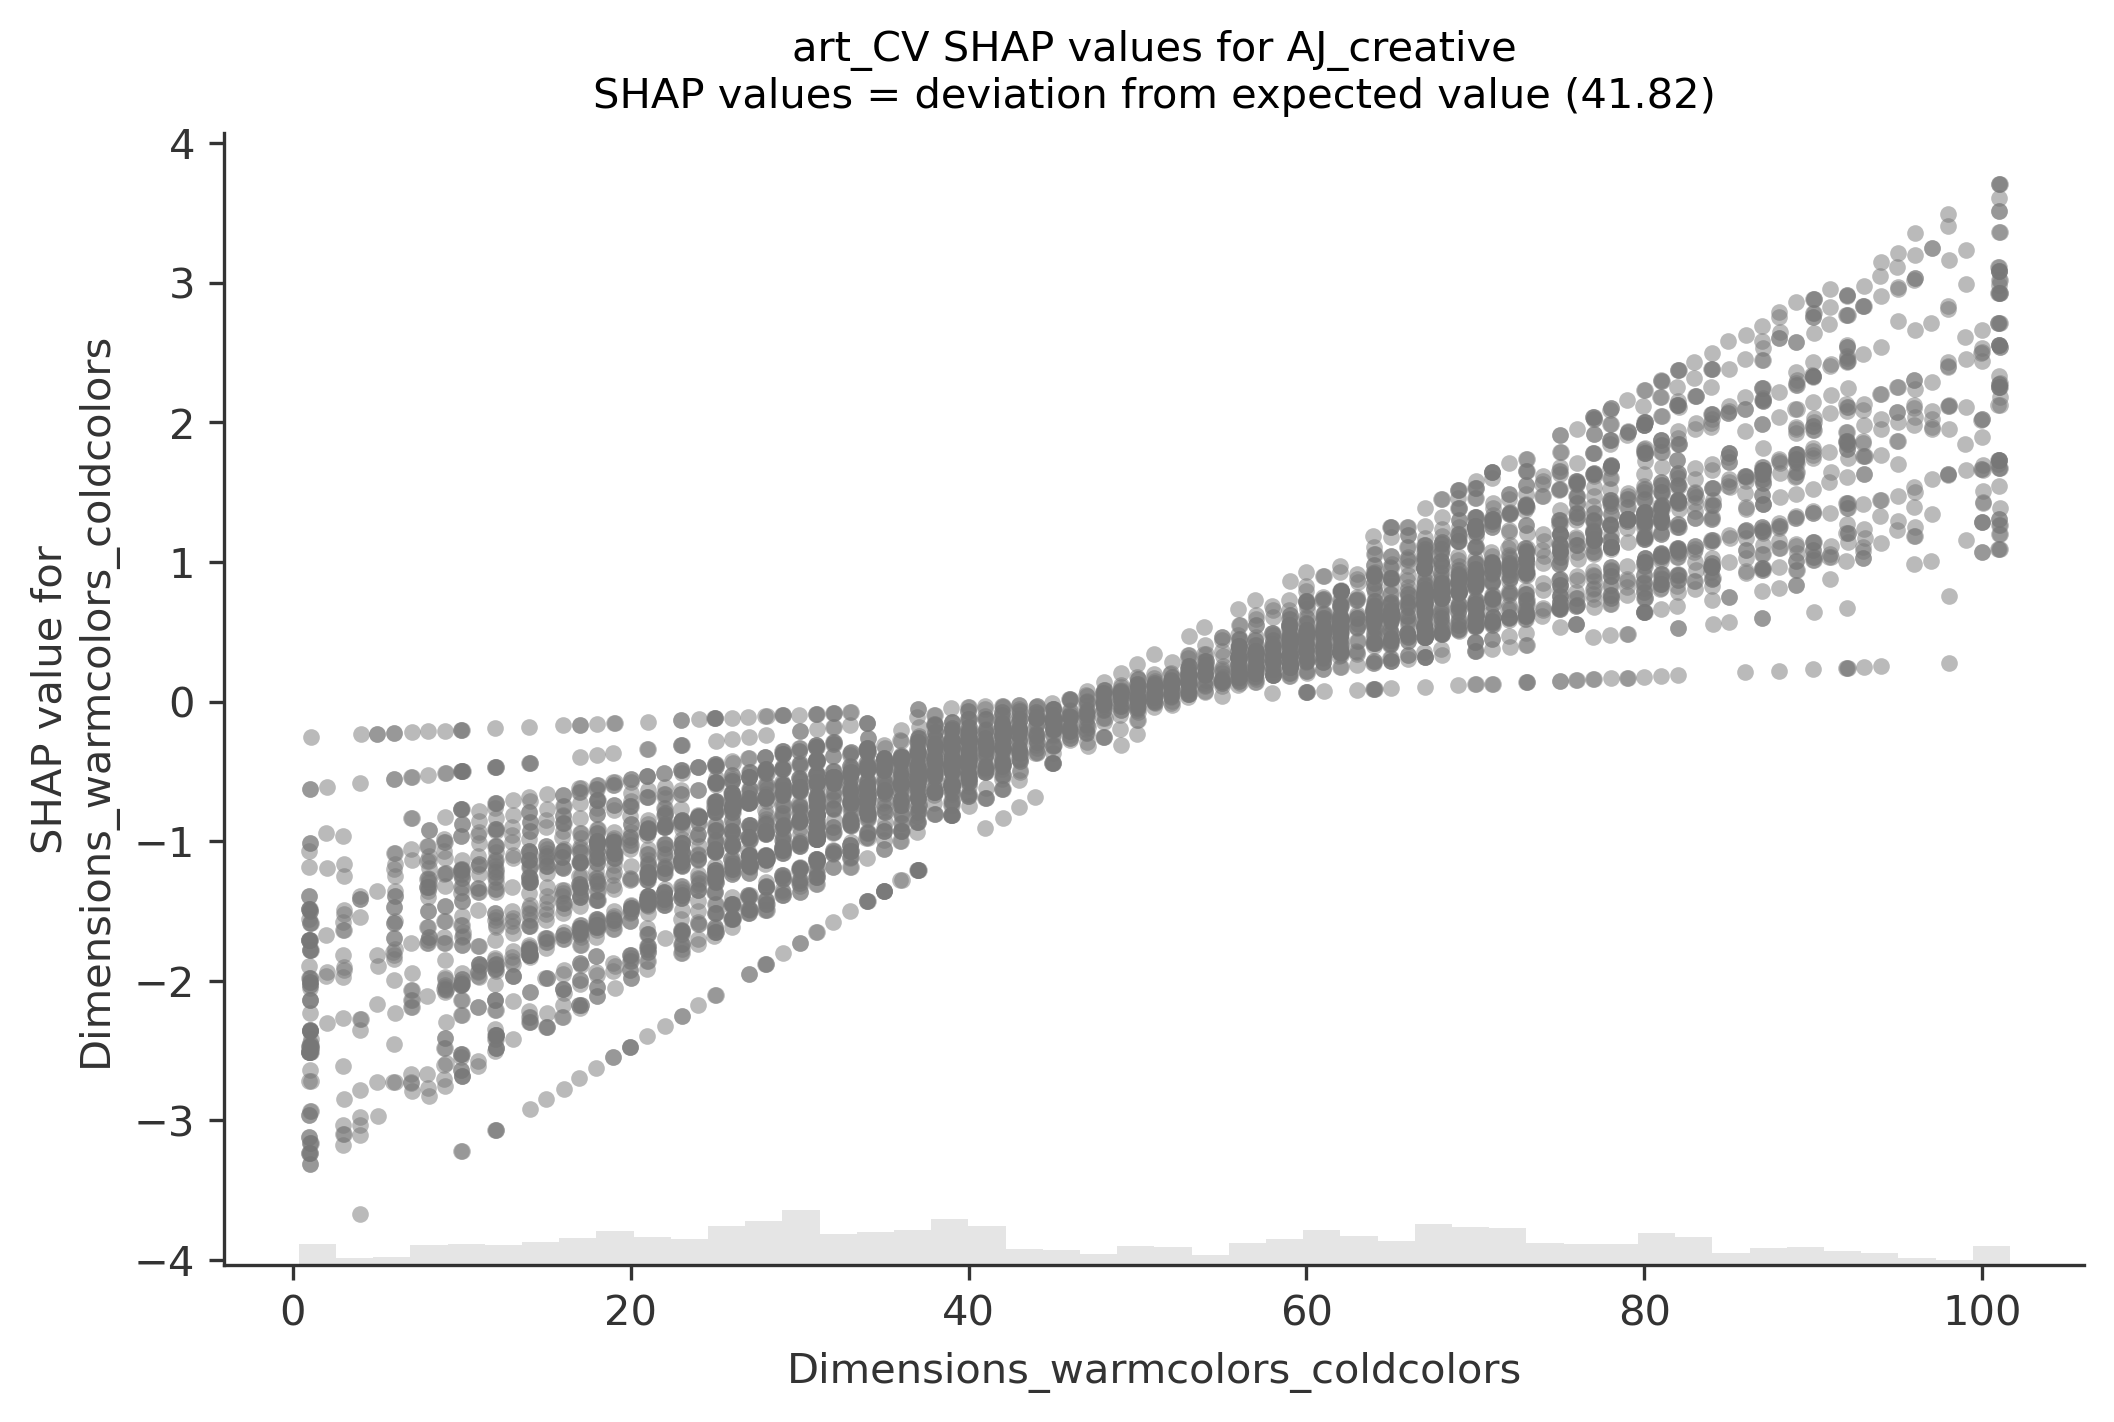 art_CV SHAP values for AJ_creative
SHAP values = deviation from expected value (41.82)
SHAP value for
Dimensions_warmcolors_coldcolors
4
3
2
1
0
−1
−2
−3
−4
0 20 40 60 80 100
Dimensions_warmcolors_coldcolors